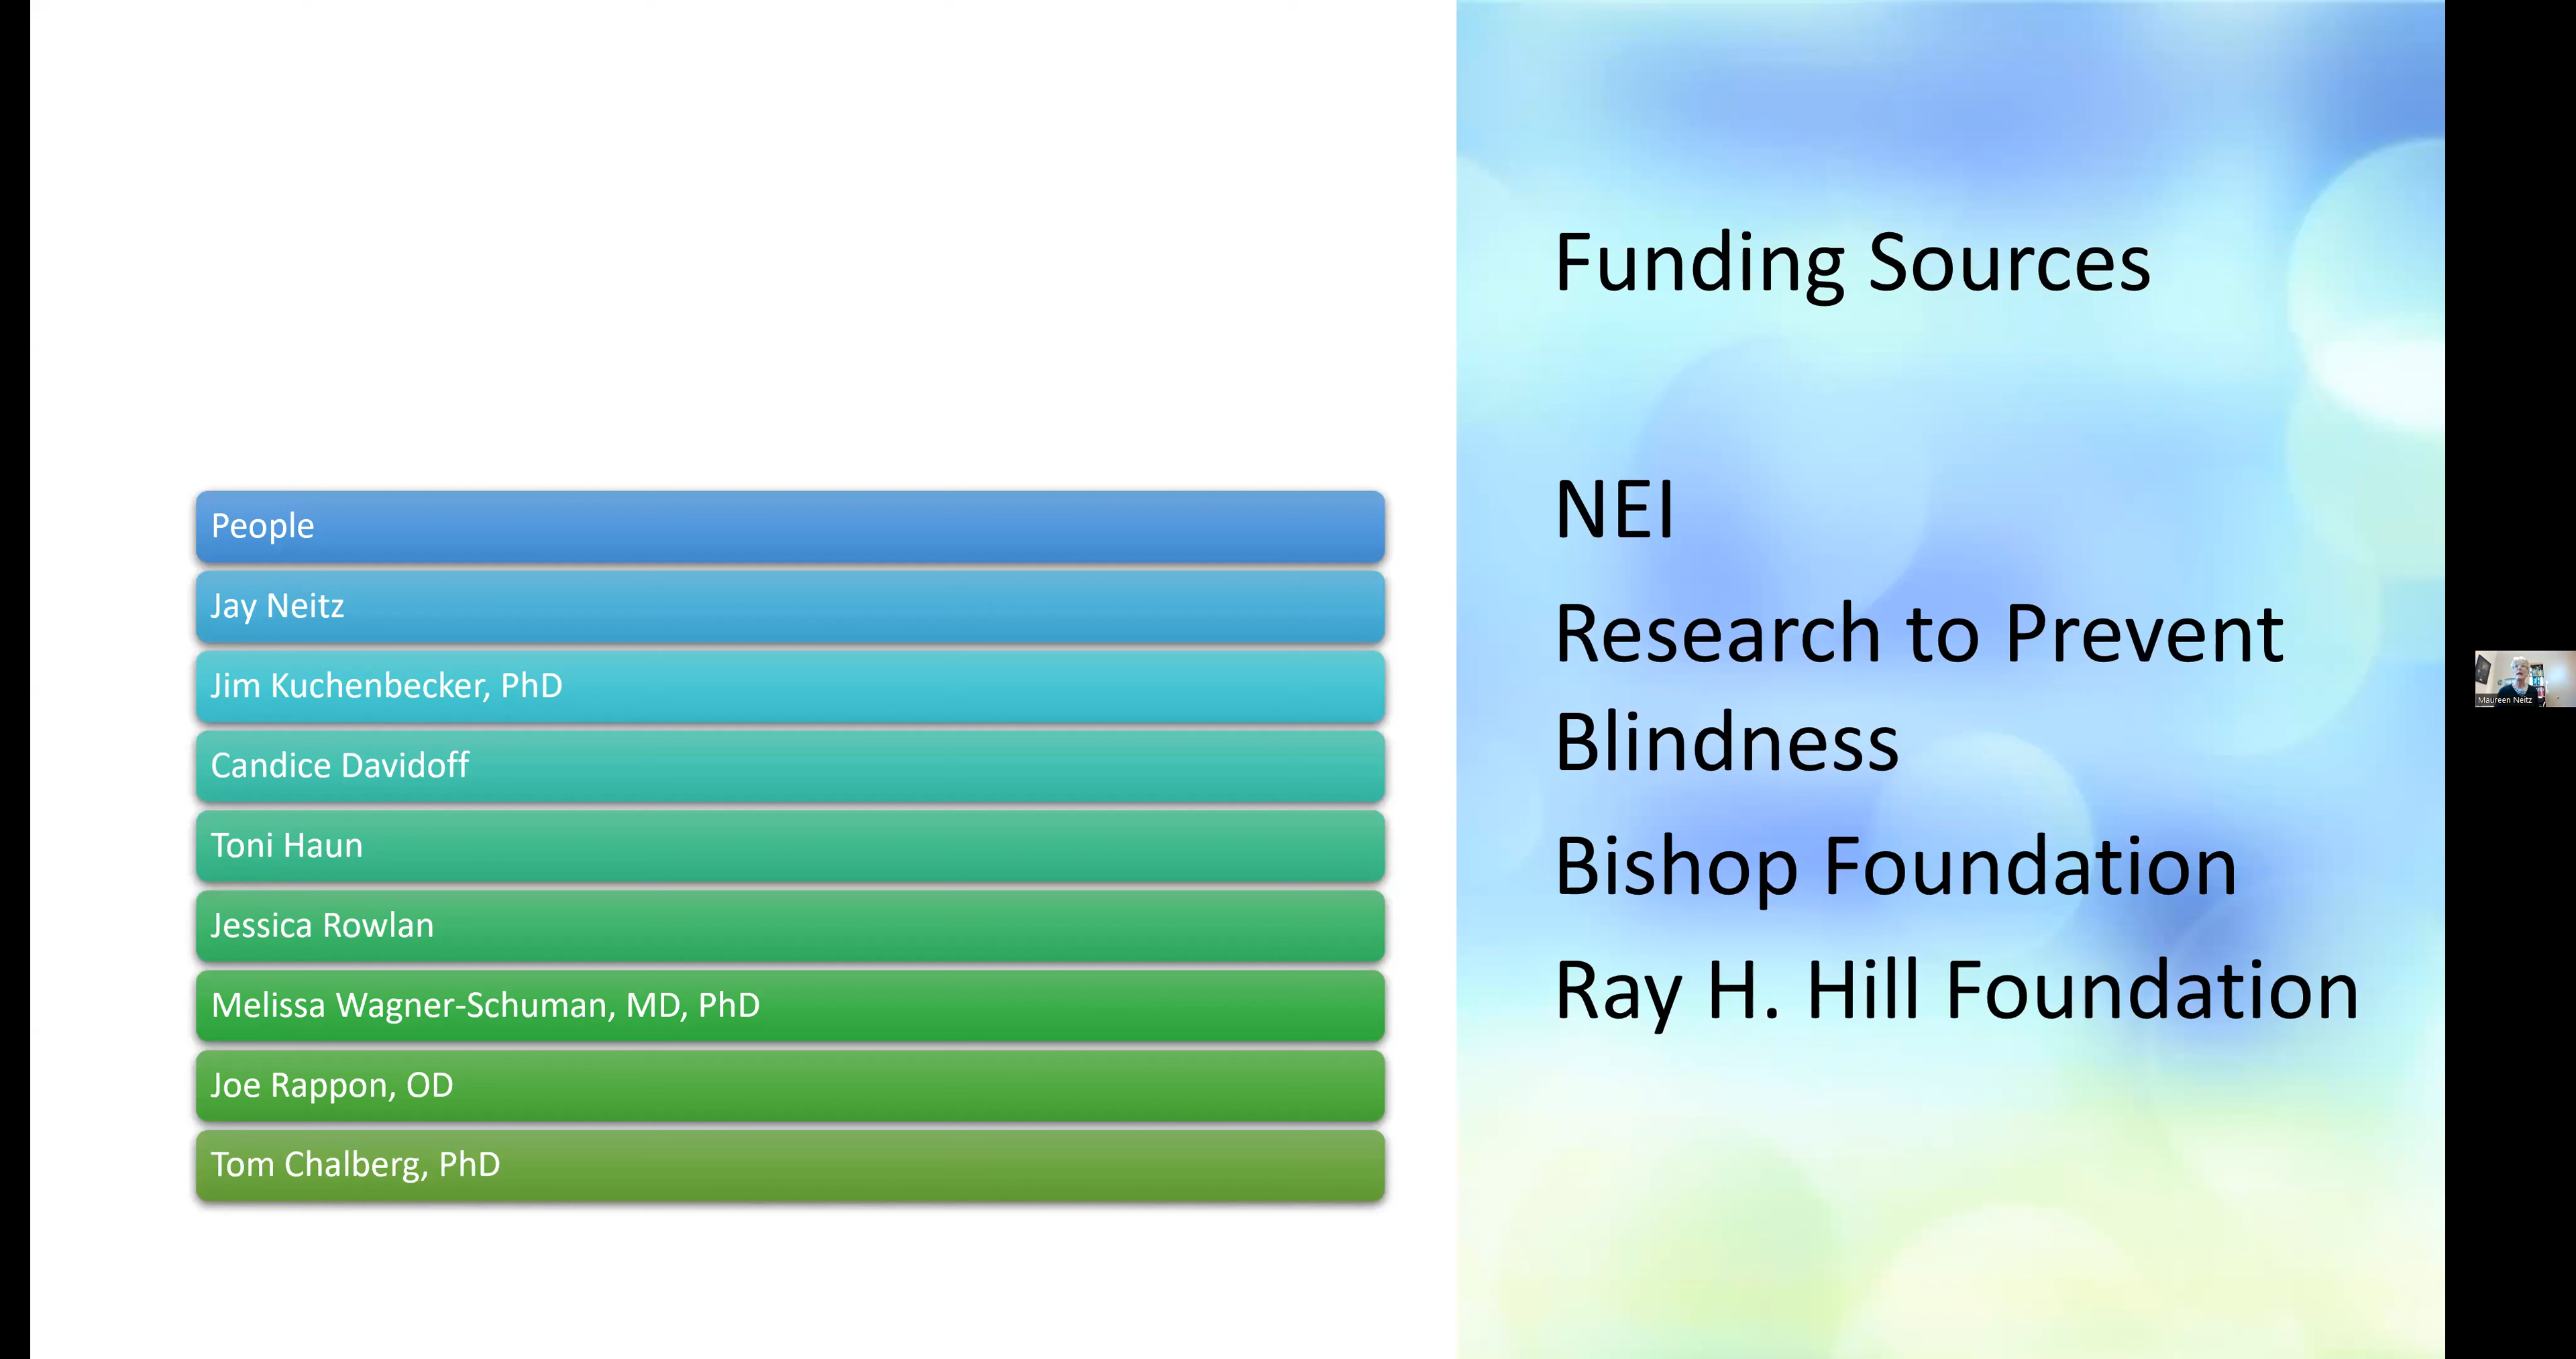 People
Jay Neitz
Jim Kuchenbecker, PhD
Candice Davidoff
Toni Haun
Jessica Rowlan
Melissa Wagner-Schuman, MD, PhD
Joe Rappon, OD
Tom Chalberg, PhD
Funding Sources
NEI
Research to Prevent
Blindness
Bishop Foundation
Ray H. Hill Foundation
Maureen Neitz